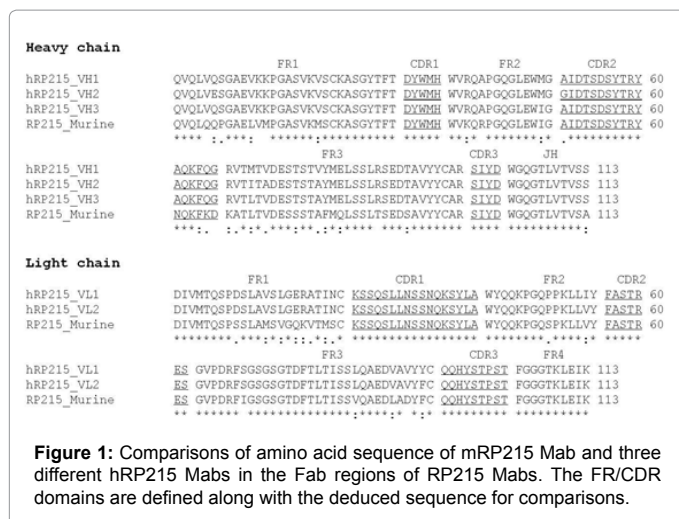 Heavy chain
FR1 CDR1 FR2 CDR2
hRP215_VH1 QVQLVQSGAEVKKPGASVKVSCKASGYTFT DYWMH WVRQAPGQGLEWMG AIDTSDSYTRY 60
hRP215_VH2 QVQLVESGAEVKKPGASVKVSCKASGYTFT DYWMH WVRQAPGQGLEWMG GIDTSDSYTRY 60
hRP215_VH3 QVQLVQSGAEVKKPGASVKVSCKASGYTFT DYWMH WVRQAPGQGLEWIG AIDTSDSYTRY 60
RP215_Murine QVQLQQPGAELVMPGASVKMSCKASGYTFT DYWMH WVKQRPGQGLEWIG AIDTSDSYTRY 60
FR3 CDR3 JH
hRP215_VH1 AQKFQG RVTMTVDESTSTVYMELSSLRSEDTAVYYCAR SIYD WGQGTLVTVSS 113
hRP215_VH2 AQKFQG RVTITADESTSTAYMELSSLRSEDTAVYYCAR SIYD WGQGTLVTVSS 113
hRP215_VH3 AQKFQG RVTLTVDESTSTAYMELSSLRSEDTAVYYCAR SIYD WGQGTLVTVSS 113
RP215_Murine NQKFKD KATLTVDESSSTAFMQLSSLTSEDSAVYYCAR SIYD WGQGTLVTVSA 113
Light chain
FR1 CDR1 FR2 CDR2
hRP215_VL1 DIVMTQSPDSLAVSLGERATINC KSSQSLLNSSNQKSYLA WYQQKPGQPPKLLIY FASTR 60
hRP215_VL2 DIVMTQSPDSLAVSLGERATINC KSSQSLLNSSNQKSYLA WYQQKPGQPPKLLVY FASTR 60
RP215_Murine DIVMTQSPSSLAMSVGQKVTMSC KSSQSLLNSSNQKSYLA WYQQKPGQSPKLLVY FASTR 60
FR3 CDR3 FR4
hRP215_VL1 ES GVPDRFSGSGSGTDFTLTISSLQAEDVAVYYC QQHYSTPST FGGGTKLEIK 113
hRP215_VL2 ES GVPDRFSGSGSGTDFTLTISSLQAEDVAVYFC QQHYSTPST FGGGTKLEIK 113
RP215_Murine ES GVPDRFIGSGSGTDFTLTISSVQAEDLADYFC QQHYSTPST FGGGTKLEIK 113
Figure 1: Comparisons of amino acid sequence of mRP215 Mab and three
different hRP215 Mabs in the Fab regions of RP215 Mabs. The FR/CDR
domains are defined along with the deduced sequence for comparisons.